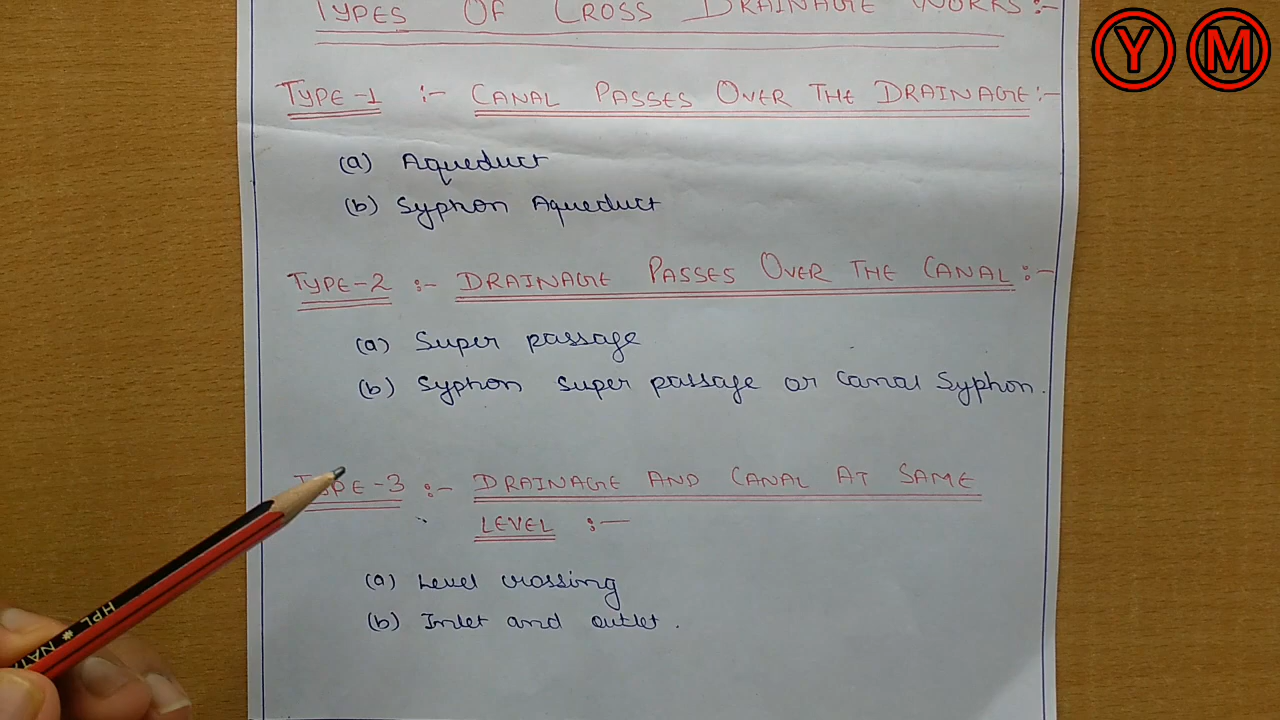 TYPES OF CROSS DRAINAGE WORKS:-
Y M
TYPE-1 :- CANAL PASSES OVER THE DRAINAGE:-
(a) Aqueduct
(b) Syphon Aqueduct
TYPE-2 :- DRAINAGE PASSES OVER THE CANAL:-
(a) Super passage
(b) Syphon super passage or Canal Syphon.
TYPE-3 :- DRAINAGE AND CANAL AT SAME
LEVEL :-
(a) Level crossing
(b) Inlet and outlet.
HPL